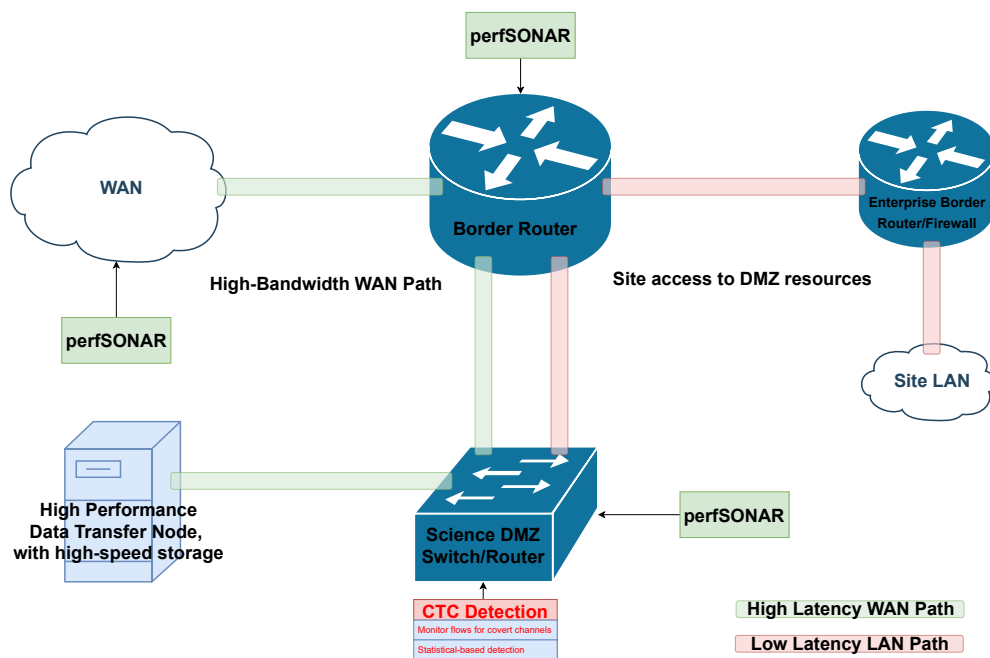 perfSONAR
WAN
Border Router
Enterprise Border
Router/Firewall
High-Bandwidth WAN Path
Site access to DMZ resources
perfSONAR
Site LAN
High Performance
Data Transfer Node,
with high-speed storage
Science DMZ
Switch/Router
perfSONAR
CTC Detection
Monitor flows for covert channels
Statistical-based detection
High Latency WAN Path
Low Latency LAN Path